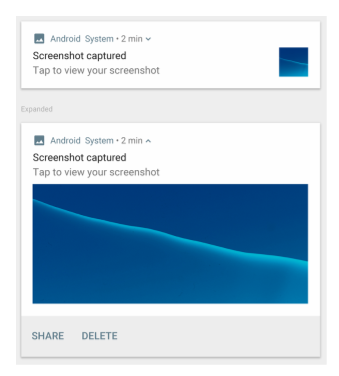 Android System • 2 min
Screenshot captured
Tap to view your screenshot
Expanded
Android System • 2 min
Screenshot captured
Tap to view your screenshot
SHARE DELETE